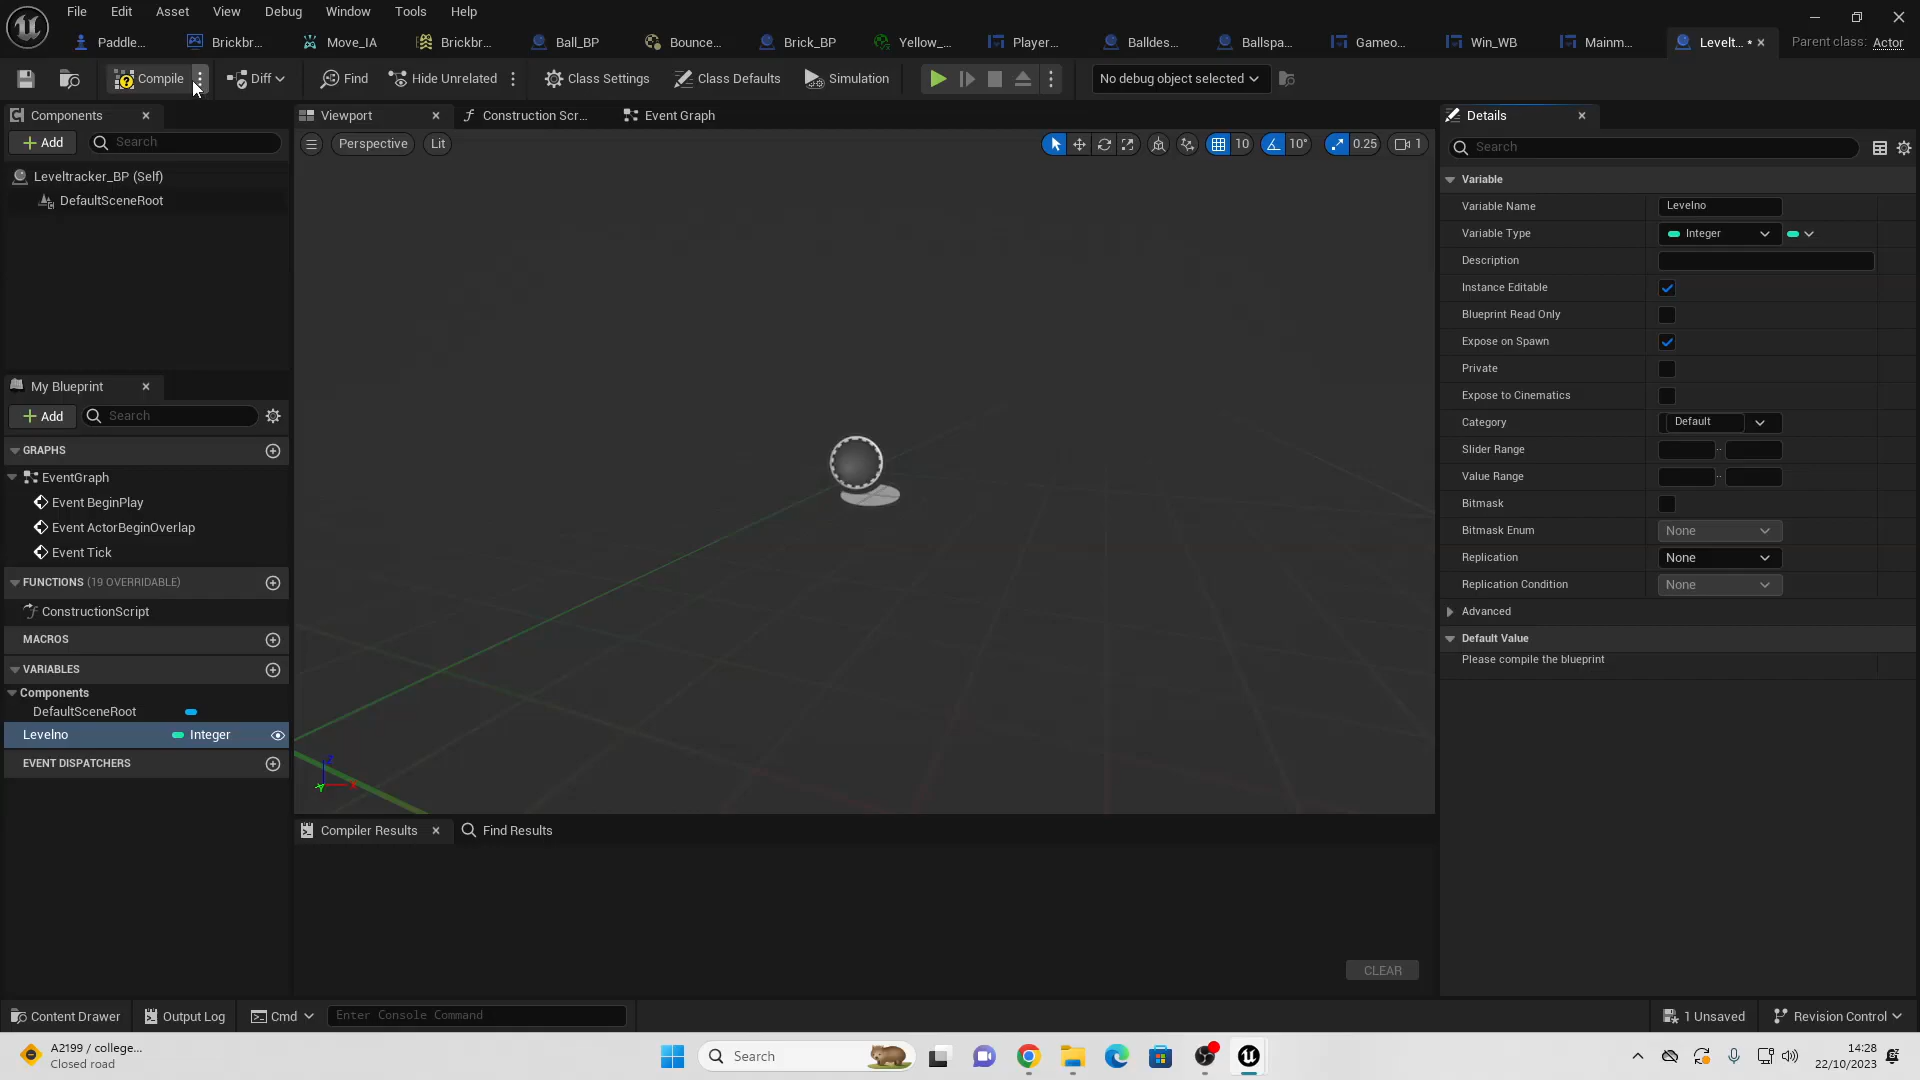 File Edit Asset View Debug Window Tools Help
Paddle... Brickbr... Move_IA Brickbr... Ball_BP Bounce... Brick_BP Yellow_... Player... Balldes... Ballspa... Gameo... Win_WB Mainm... Levelt... * Parent class: Actor
Compile Diff Find Hide Unrelated Class Settings Class Defaults Simulation No debug object selected
Components
Add Search
Leveltracker_BP (Self)
DefaultSceneRoot
My Blueprint
Add Search
GRAPHS
EventGraph
Event BeginPlay
Event ActorBeginOverlap
Event Tick
FUNCTIONS (19 OVERRIDABLE)
ConstructionScript
MACROS
VARIABLES
Components
DefaultSceneRoot
Levelno Integer
EVENT DISPATCHERS
Viewport Construction Scr... Event Graph
Perspective Lit 10 10° 0.25 1
Z
X
Y
Compiler Results Find Results
CLEAR
Details
Search
Variable
Variable Name Levelno
Variable Type Integer
Description
Instance Editable
Blueprint Read Only
Expose on Spawn
Private
Expose to Cinematics
Category Default
Slider Range ..
Value Range ..
Bitmask
Bitmask Enum None
Replication None
Replication Condition None
Advanced
Default Value
Please compile the blueprint
Content Drawer Output Log Cmd Enter Console Command 1 Unsaved Revision Control
A2199 / college...
Closed road
Search
14:28
22/10/2023